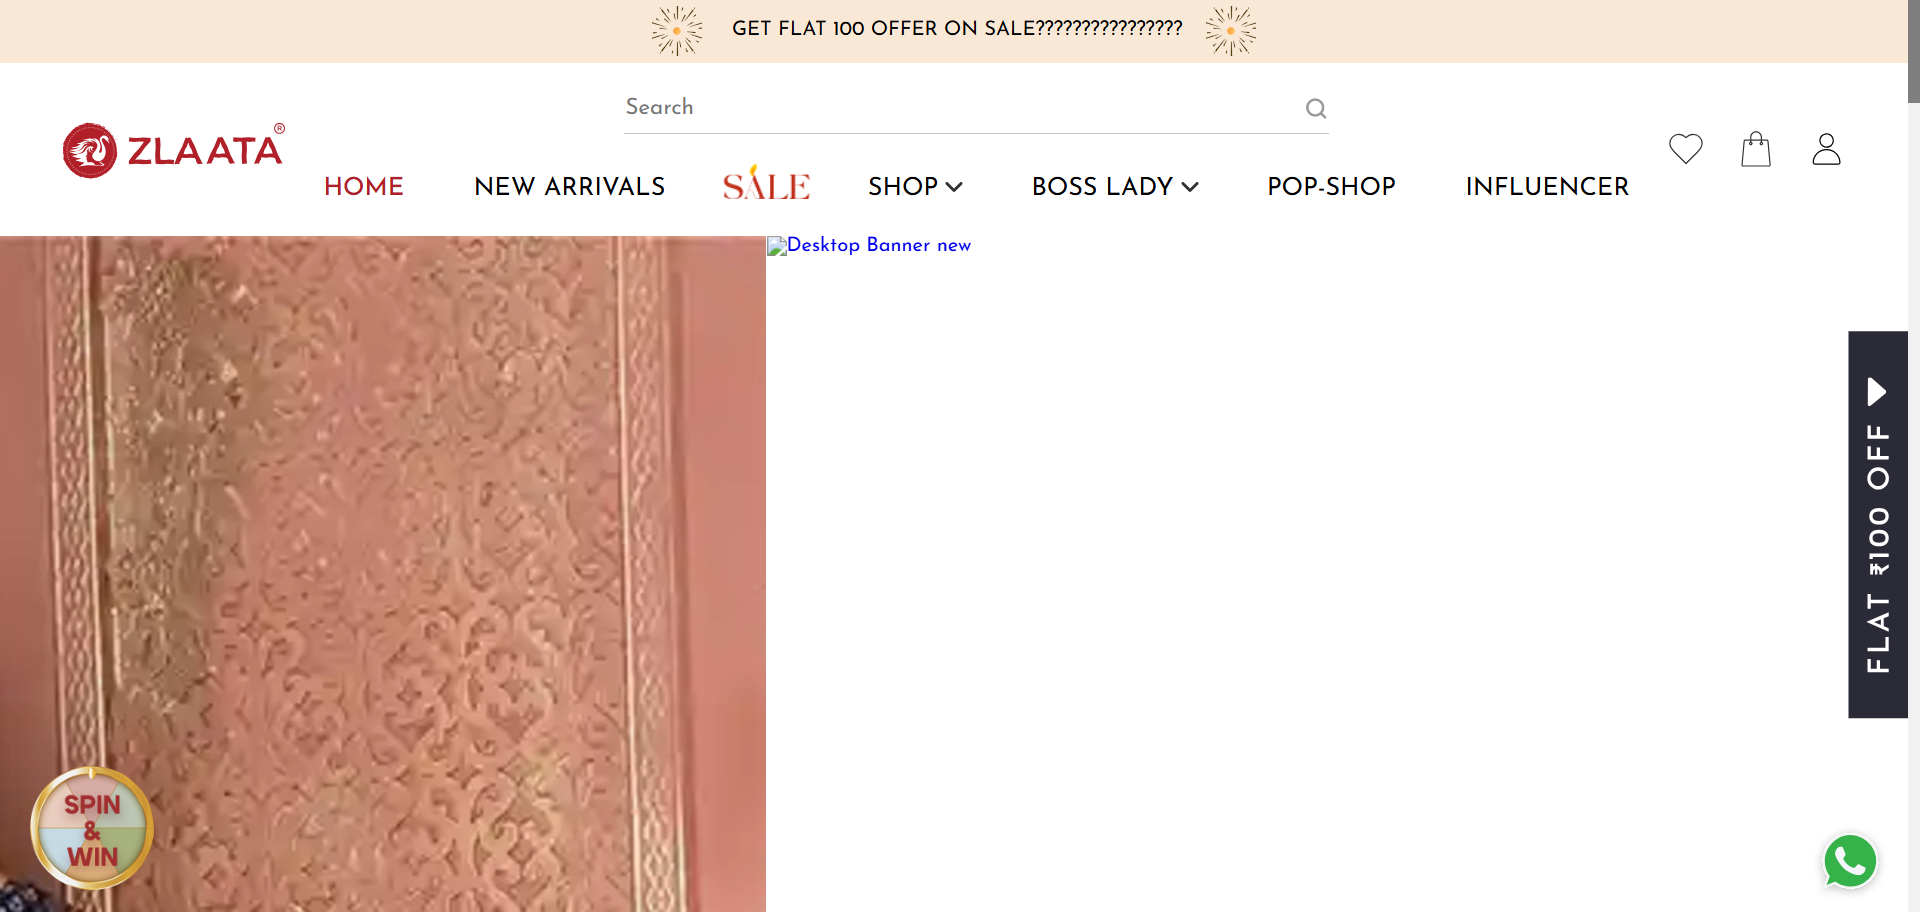 GET FLAT 100 OFFER ON SALE????????????????
Search
ZLAATA®
HOME
NEW ARRIVALS
SALE
SHOP
BOSS LADY
POP-SHOP
INFLUENCER
Desktop Banner new
FLAT ₹100 OFF
SPIN
&
WIN